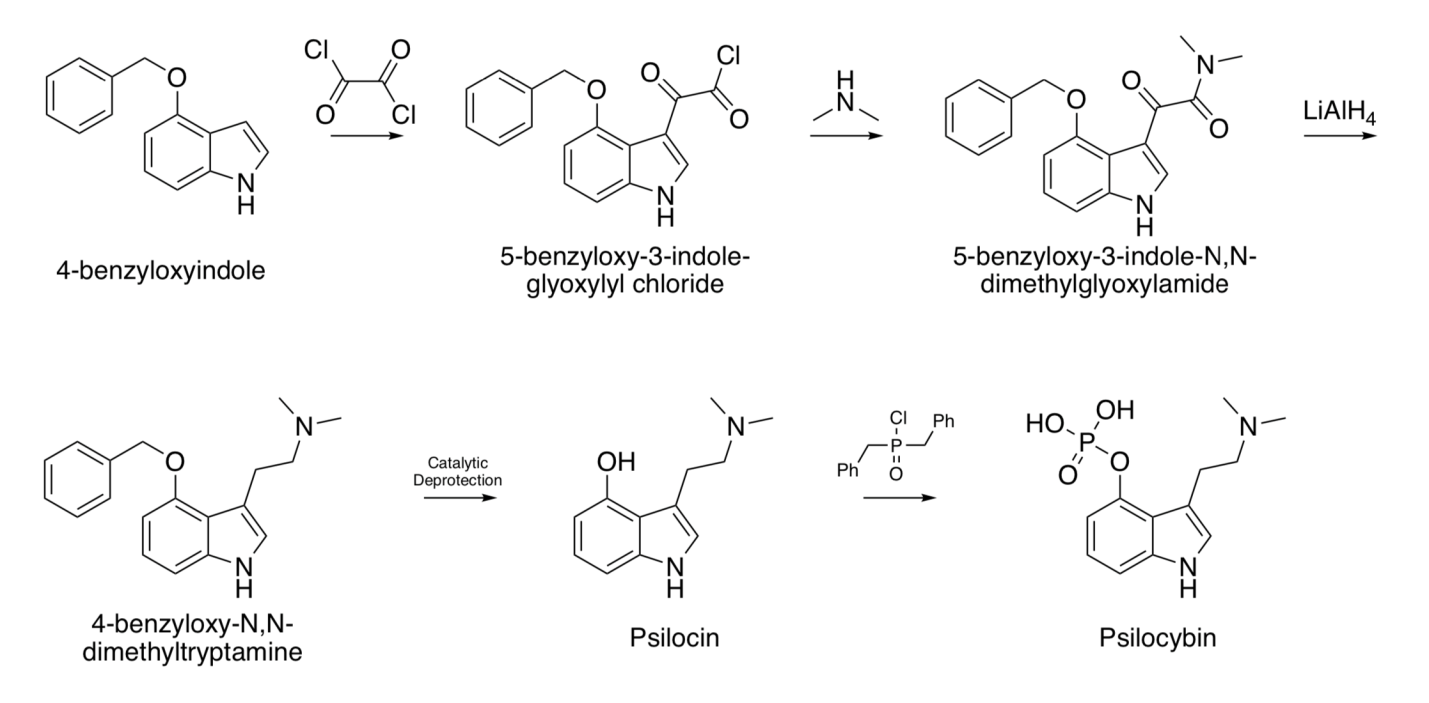 Cl
O
O
Cl
O
N
H
4-benzyloxyindole
O
O
Cl
O
N
H
5-benzyloxy-3-indole-
glyoxylyl chloride
H
N
O
O
N
O
N
H
5-benzyloxy-3-indole-N,N-
dimethylglyoxylamide
LiAlH4
O
N
N
H
4-benzyloxy-N,N-
dimethyltryptamine
Catalytic
Deprotection
OH
N
N
H
Psilocin
Cl
Ph
P
Ph
O
HO
OH
P
O
O
N
N
H
Psilocybin